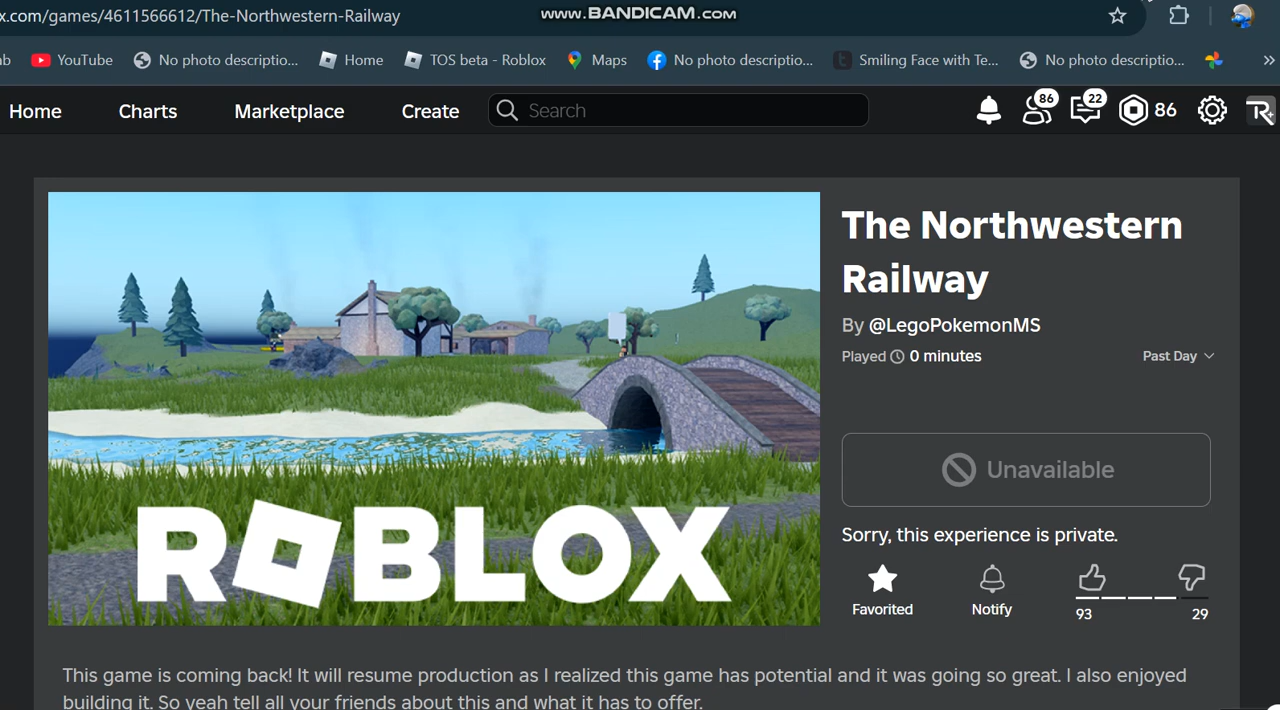 x.com/games/4611566612/The-Northwestern-Railway
www.BANDICAM.com
YouTube No photo descriptio... Home TOS beta - Roblox Maps No photo descriptio... Smiling Face with Te... No photo descriptio... »
Home Charts Marketplace Create Search 86 22 86
The Northwestern
Railway
By @LegoPokemonMS
Played 0 minutes Past Day
Unavailable
Sorry, this experience is private.
Favorited Notify 93 29
ROBLOX
This game is coming back! It will resume production as I realized this game has potential and it was going so great. I also enjoyed
building it. So yeah tell all your friends about this and what it has to offer.